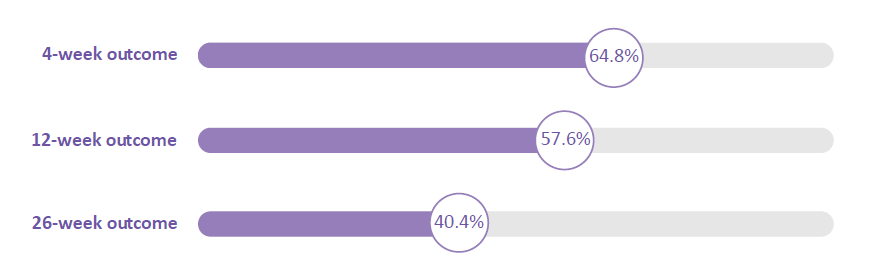 4-week outcome 64.8%
12-week outcome 57.6%
26-week outcome 40.4%